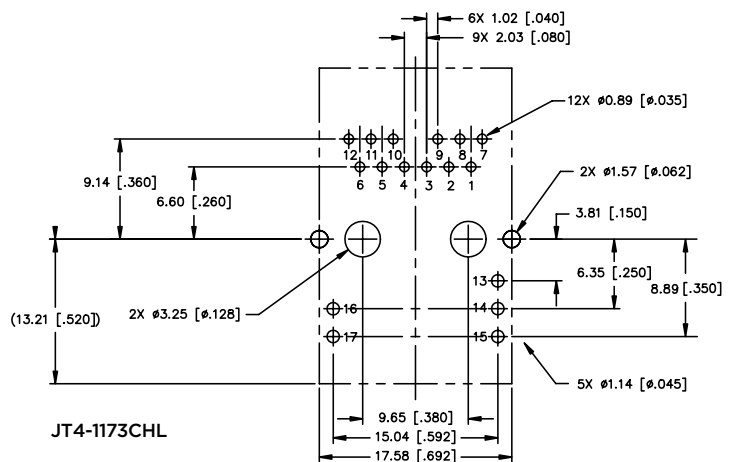 6X 1.02 [.040]
9X 2.03 [.080]
12X ø0.89 [ø.035]
12 11 10 9 8 7
6 5 4 3 2 1
2X ø1.57 [ø.062]
9.14 [.360]
6.60 [.260]
3.81 [.150]
6.35 [.250]
8.89 [.350]
13
(13.21 [.520])
2X ø3.25 [ø.128]
16 14
17 15
5X ø1.14 [ø.045]
9.65 [.380]
15.04 [.592]
17.58 [.692]
JT4-1173CHL